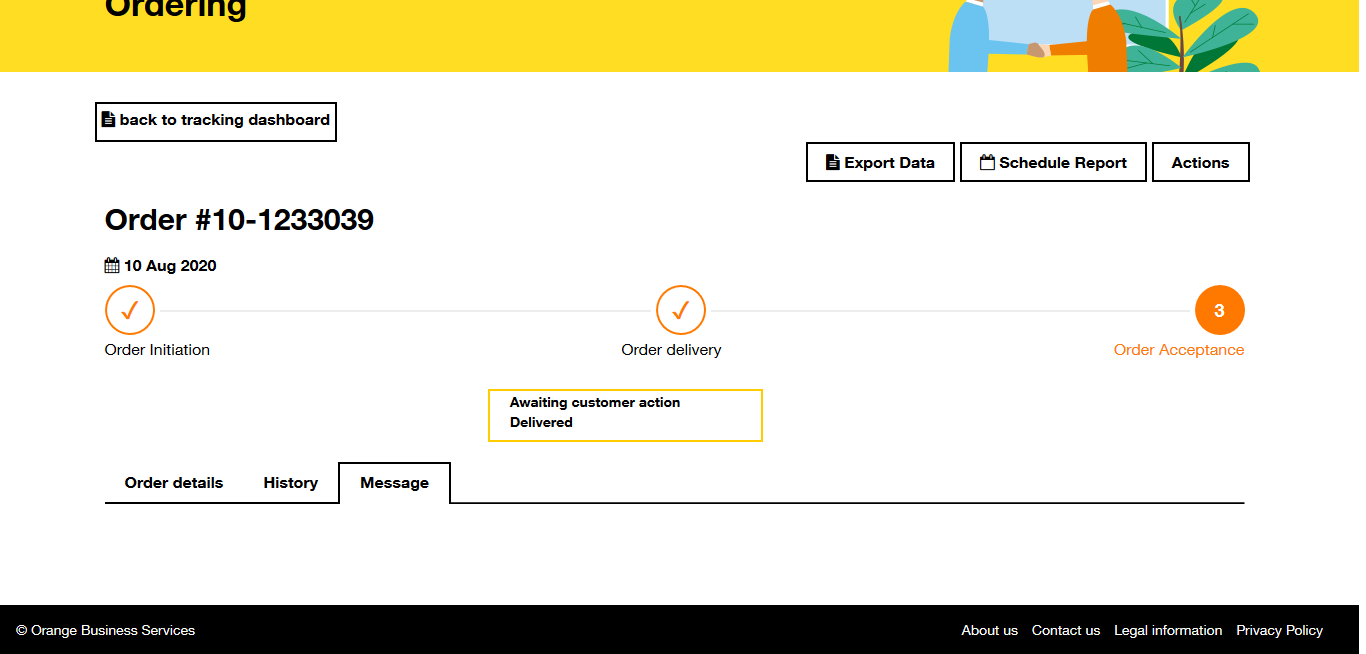 Ordering
back to tracking dashboard
Export Data
Schedule Report
Actions
Order #10-1233039
10 Aug 2020
3
Order Initiation
Order delivery
Order Acceptance
Awaiting customer action
Delivered
Order details
History
Message
© Orange Business Services
About us
Contact us
Legal information
Privacy Policy